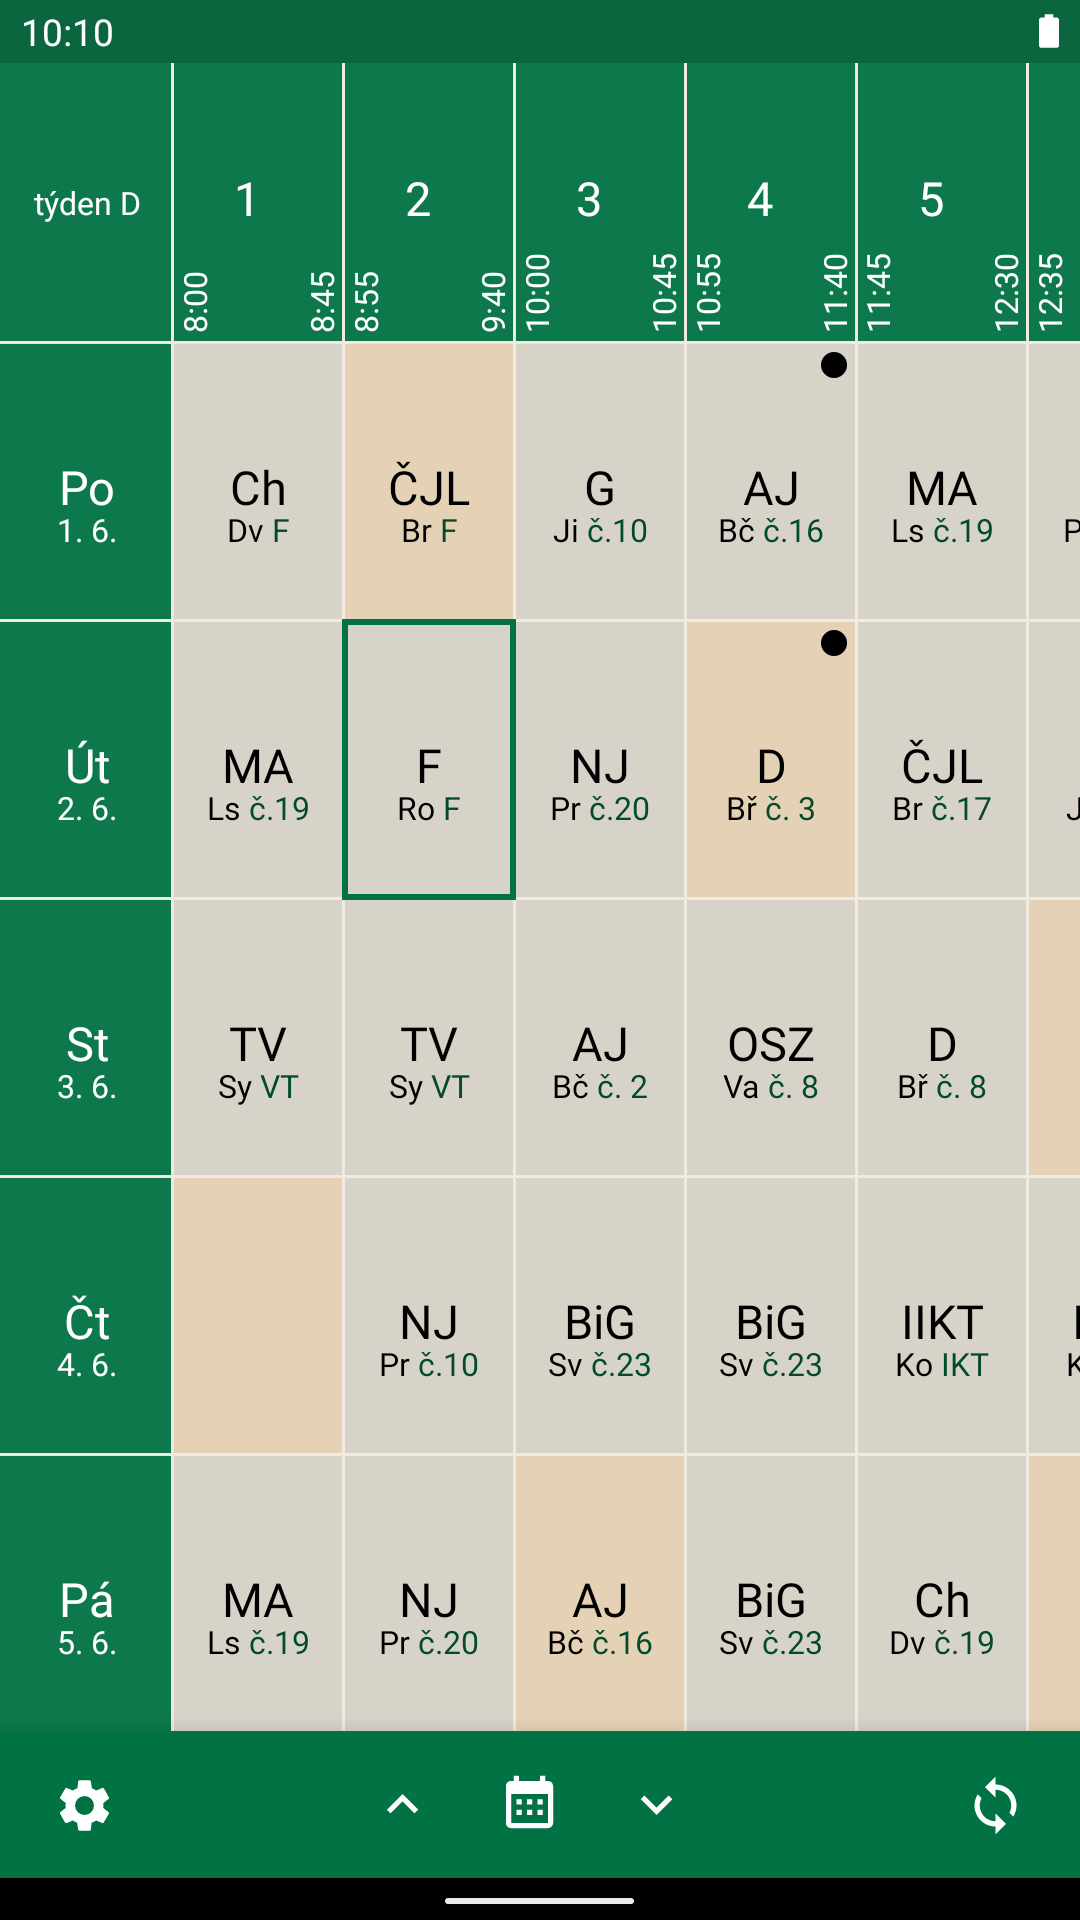 10:10
týden D
1
2
3
4
5
8:00 8:45 8:55 9:40 10:00 10:45 10:55 11:40 11:45 12:30 12:35
Po
1. 6.
Ch
Dv F
ČJL
Br F
G
Ji č.10
AJ
Bč č.16
MA
Ls č.19
Út
2. 6.
MA
Ls č.19
F
Ro F
NJ
Pr č.20
D
Bř č. 3
ČJL
Br č.17
St
3. 6.
TV
Sy VT
TV
Sy VT
AJ
Bč č. 2
OSZ
Va č. 8
D
Bř č. 8
Čt
4. 6.
NJ
Pr č.10
BiG
Sv č.23
BiG
Sv č.23
IIKT
Ko IKT
Pá
5. 6.
MA
Ls č.19
NJ
Pr č.20
AJ
Bč č.16
BiG
Sv č.23
Ch
Dv č.19